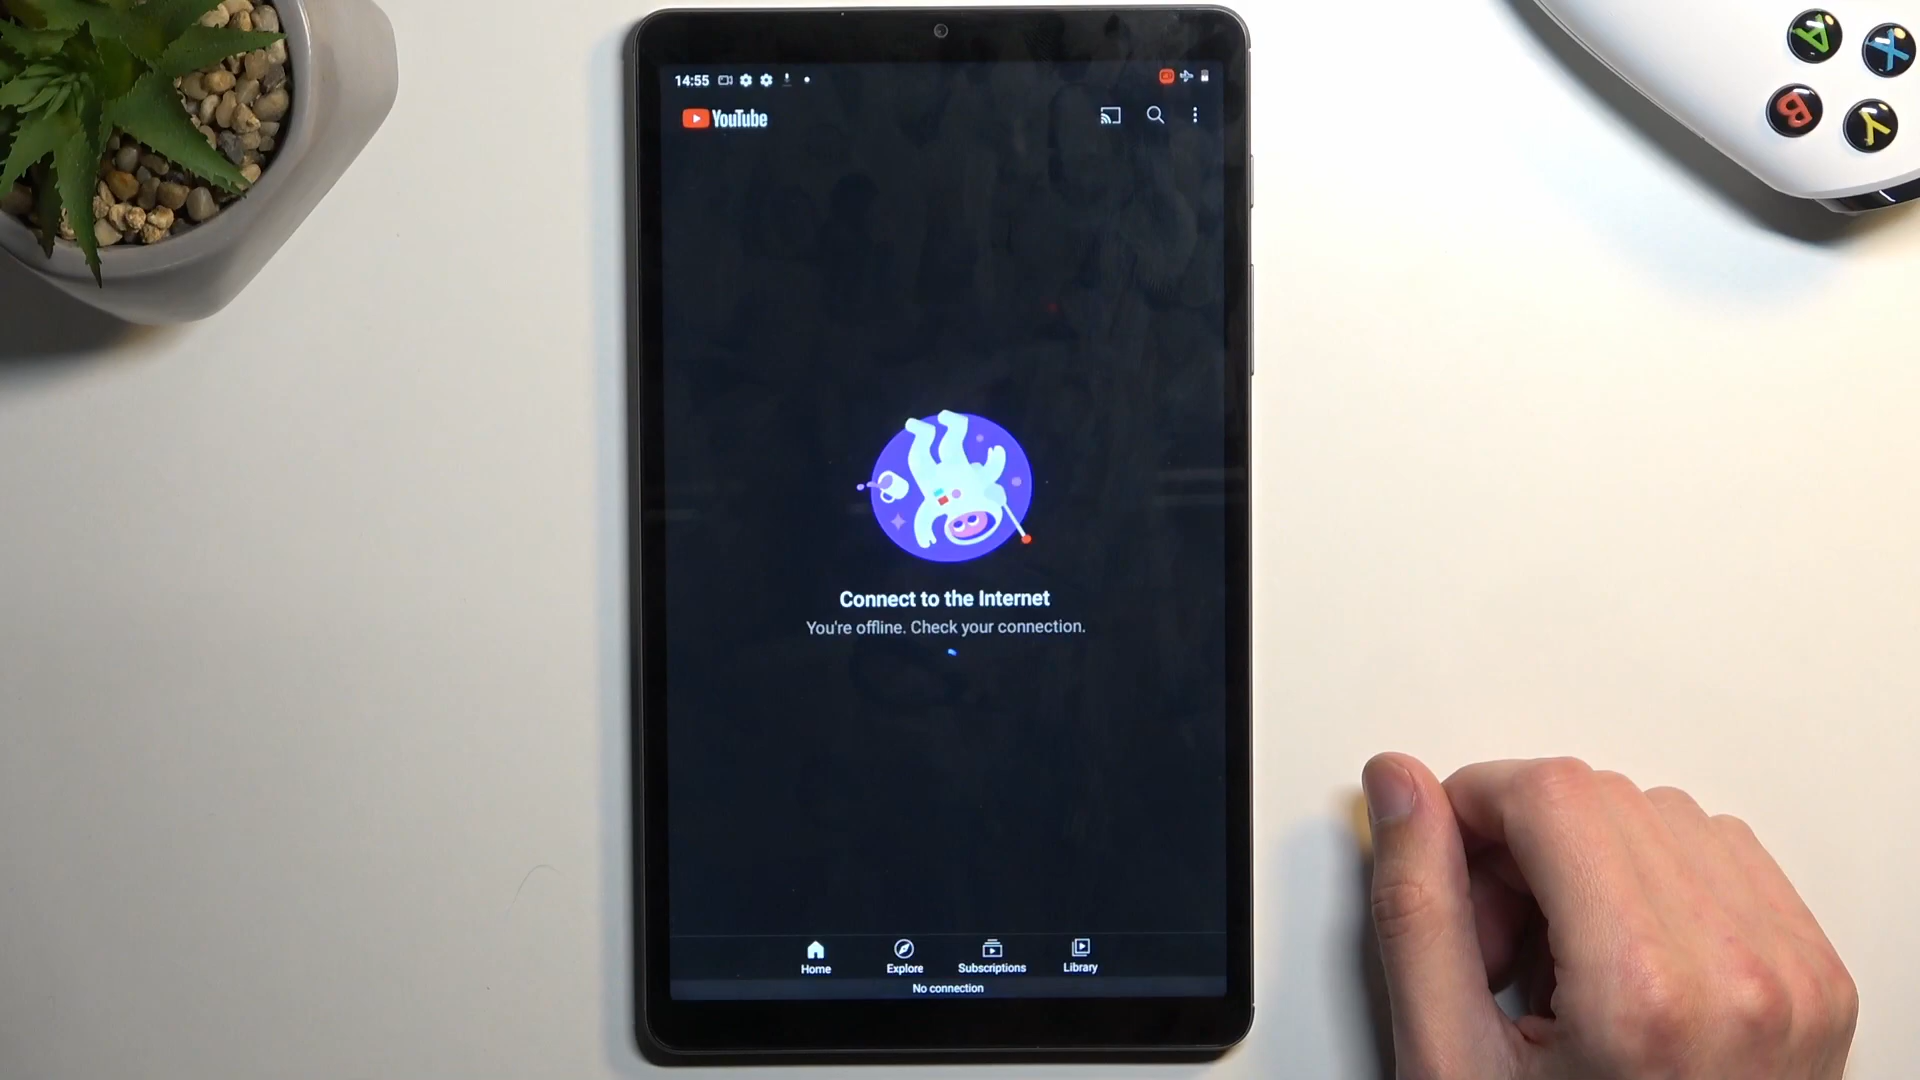 14:55
YouTube
Connect to the Internet
You're offline. Check your connection.
Home
Explore
Subscriptions
Library
No connection
A
X
B
Y